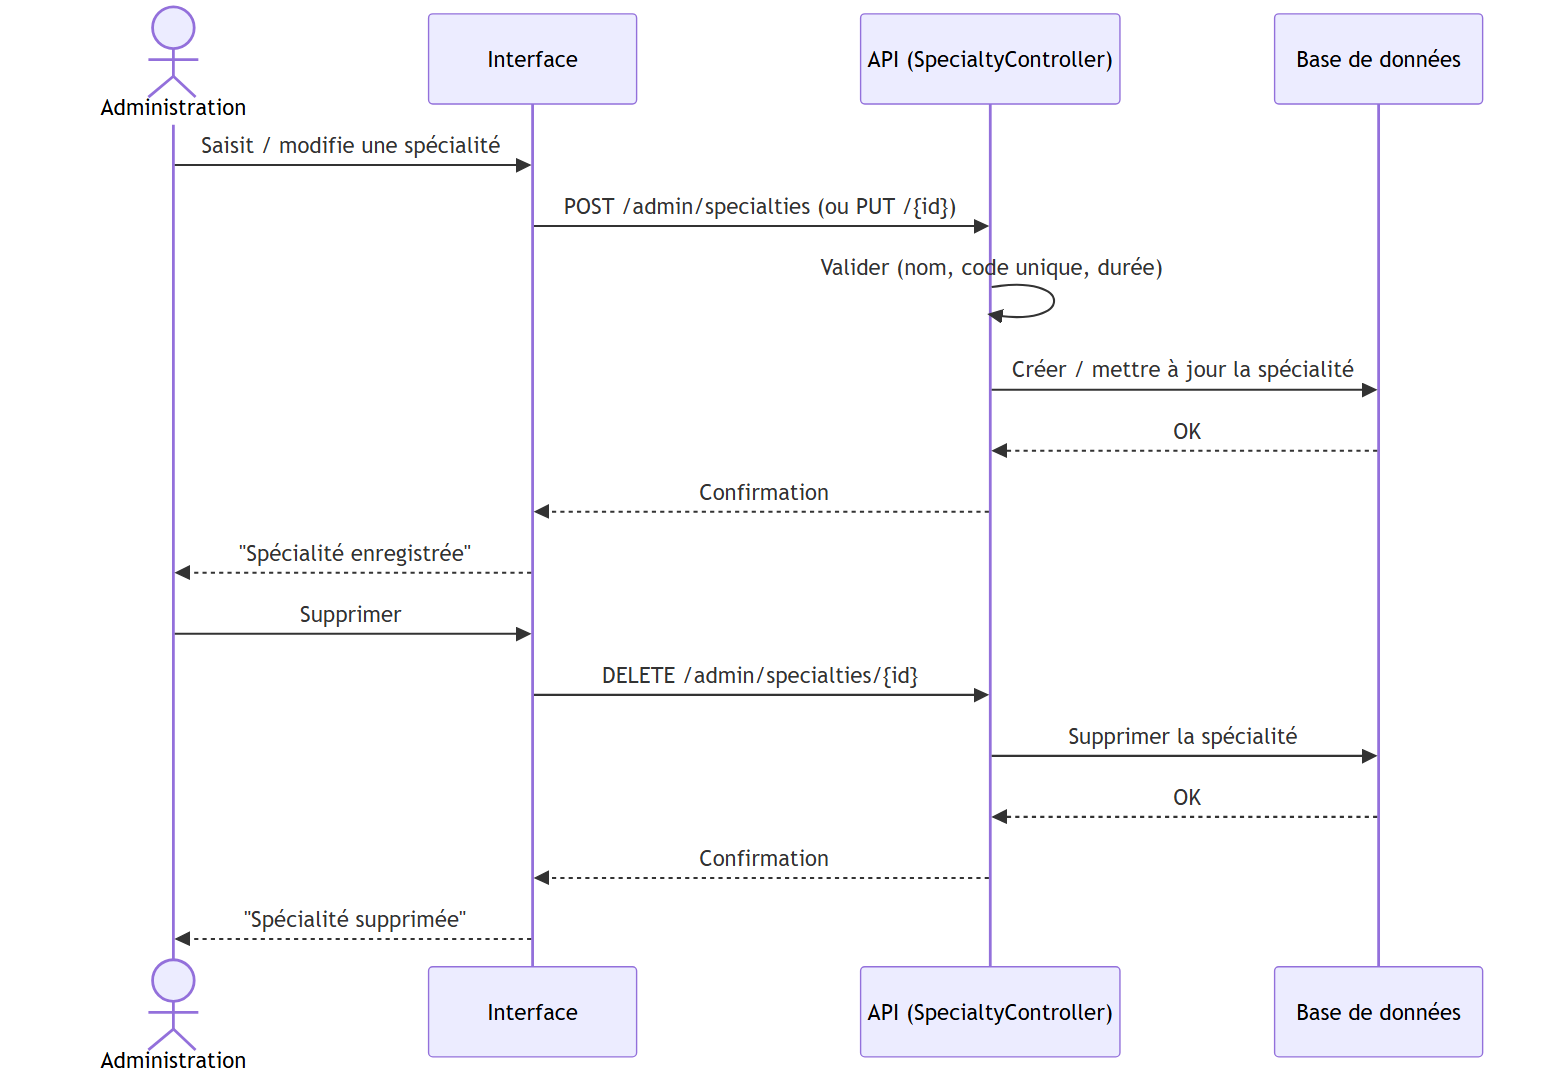 Administration
Interface
API (SpecialtyController)
Base de données
Saisit / modifie une spécialité
POST /admin/specialties (ou PUT /{id})
Valider (nom, code unique, durée)
Créer / mettre à jour la spécialité
OK
Confirmation
"Spécialité enregistrée"
Supprimer
DELETE /admin/specialties/{id}
Supprimer la spécialité
OK
Confirmation
"Spécialité supprimée"
Administration
Interface
API (SpecialtyController)
Base de données